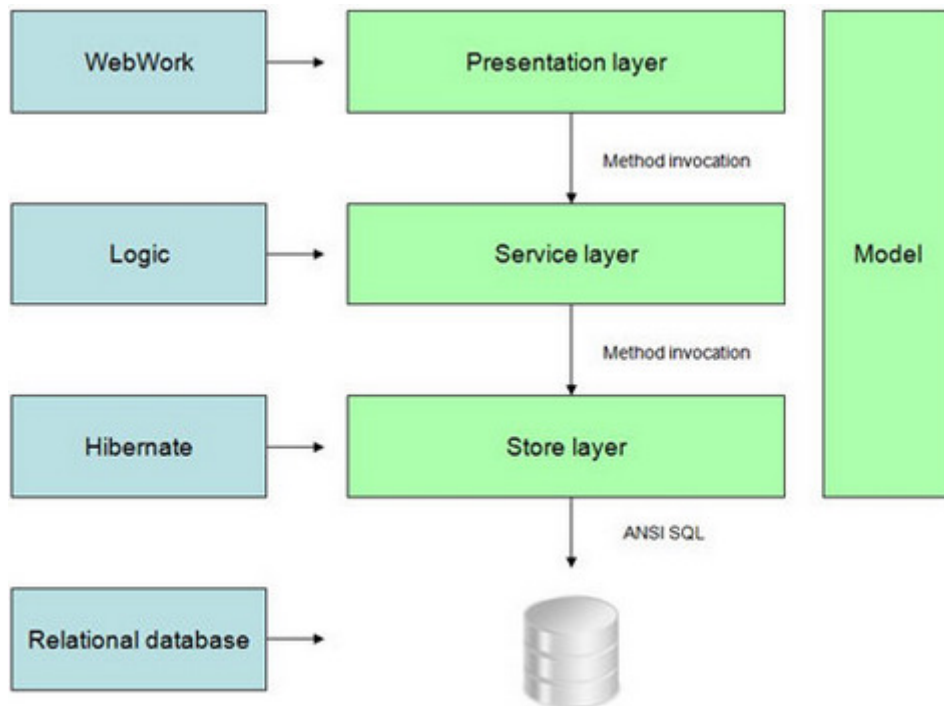 WebWork
Presentation layer
Method invocation
Logic
Service layer
Model
Method invocation
Hibernate
Store layer
ANSI SQL
Relational database